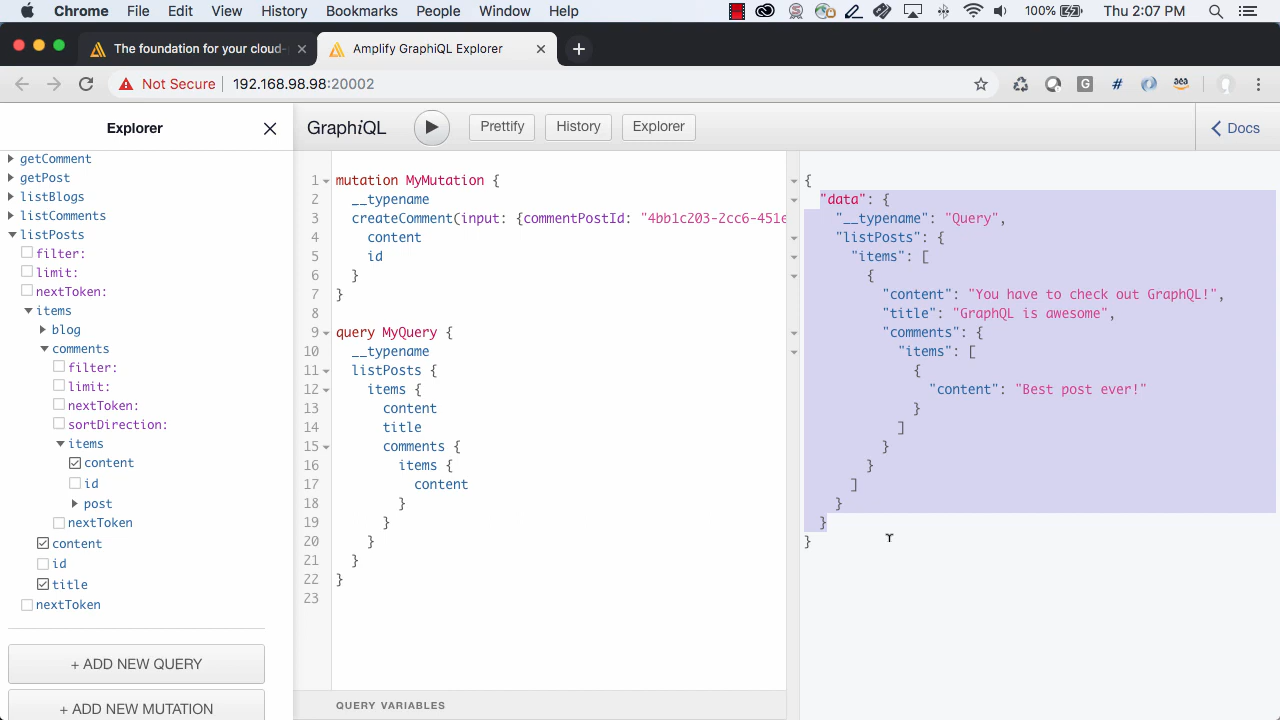 Chrome File Edit View History Bookmarks People Window Help 100% Thu 2:07 PM
The foundation for your cloud-
Amplify GraphiQL Explorer
Not Secure 192.168.98.98:20002
Explorer
getComment
getPost
listBlogs
listComments
listPosts
filter:
limit:
nextToken:
items
blog
comments
filter:
limit:
nextToken:
sortDirection:
items
content
id
post
nextToken
content
id
title
nextToken
+ ADD NEW QUERY
+ ADD NEW MUTATION
GraphiQL Prettify History Explorer Docs
1 mutation MyMutation {
2 __typename
3 createComment(input: {commentPostId: "4bb1c203-2cc6-451e
4 content
5 id
6 }
7 }
8
9 query MyQuery {
10 __typename
11 listPosts {
12 items {
13 content
14 title
15 comments {
16 items {
17 content
18 }
19 }
20 }
21 }
22 }
23
QUERY VARIABLES
{
"data": {
"__typename": "Query",
"listPosts": {
"items": [
{
"content": "You have to check out GraphQL!",
"title": "GraphQL is awesome",
"comments": {
"items": [
{
"content": "Best post ever!"
}
]
}
}
]
}
}
}